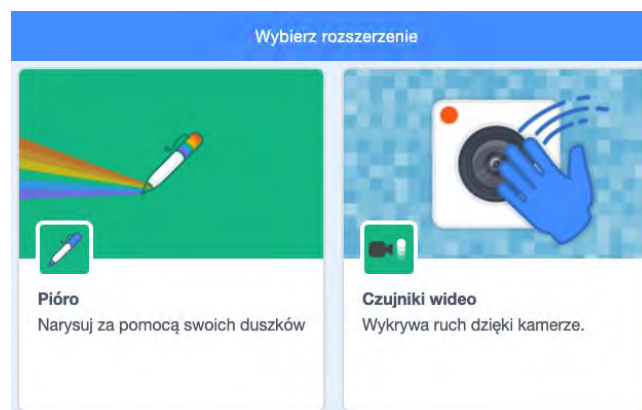 Wybierz rozszerzenie
Pióro
Narysuj za pomocą swoich duszków
Czujniki wideo
Wykrywa ruch dzięki kamerze.